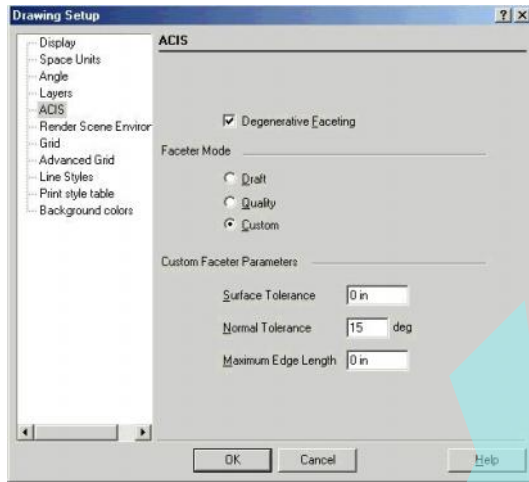 Drawing Setup
Display
Space Units
Angle
Layers
ACIS
Render Scene Environ
Grid
Advanced Grid
Line Styles
Print style table
Background colors
ACIS
Degenerative Faceting
Faceter Mode
Draft
Quality
Custom
Custom Faceter Parameters
Surface Tolerance 0 in
Normal Tolerance 15 deg
Maximum Edge Length 0 in
OK Cancel Help